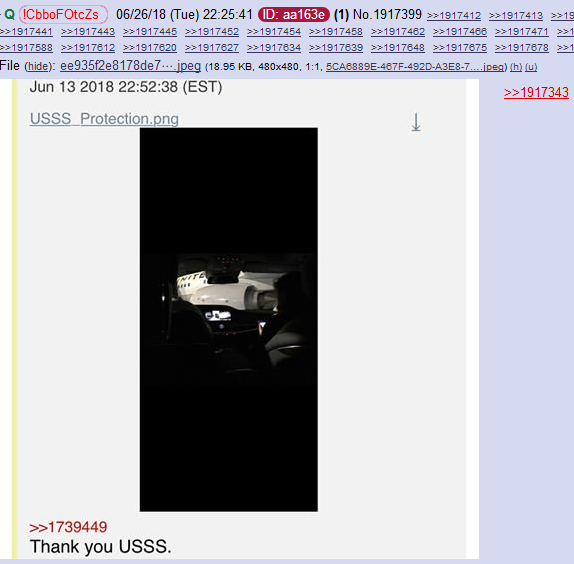 Q !CbboFOtcZs 06/26/18 (Tue) 22:25:41 ID: aa163e (1) No.1917399 >>1917412 >>1917413 >>19
>>1917441 >>1917443 >>1917445 >>1917452 >>1917454 >>1917458 >>1917462 >>1917466 >>1917471 >>1
>>1917588 >>1917612 >>1917620 >>1917627 >>1917634 >>1917639 >>1917648 >>1917675 >>1917678 >>1
File (hide): ee935f2e8178de7⋯.jpeg (18.95 KB, 480x480, 1:1, 5CA6889E-467F-492D-A3E8-7….jpeg) (h) (u)
Jun 13 2018 22:52:38 (EST)
>>1917343
USSS_Protection.png
NITE
>>1739449
Thank you USSS.